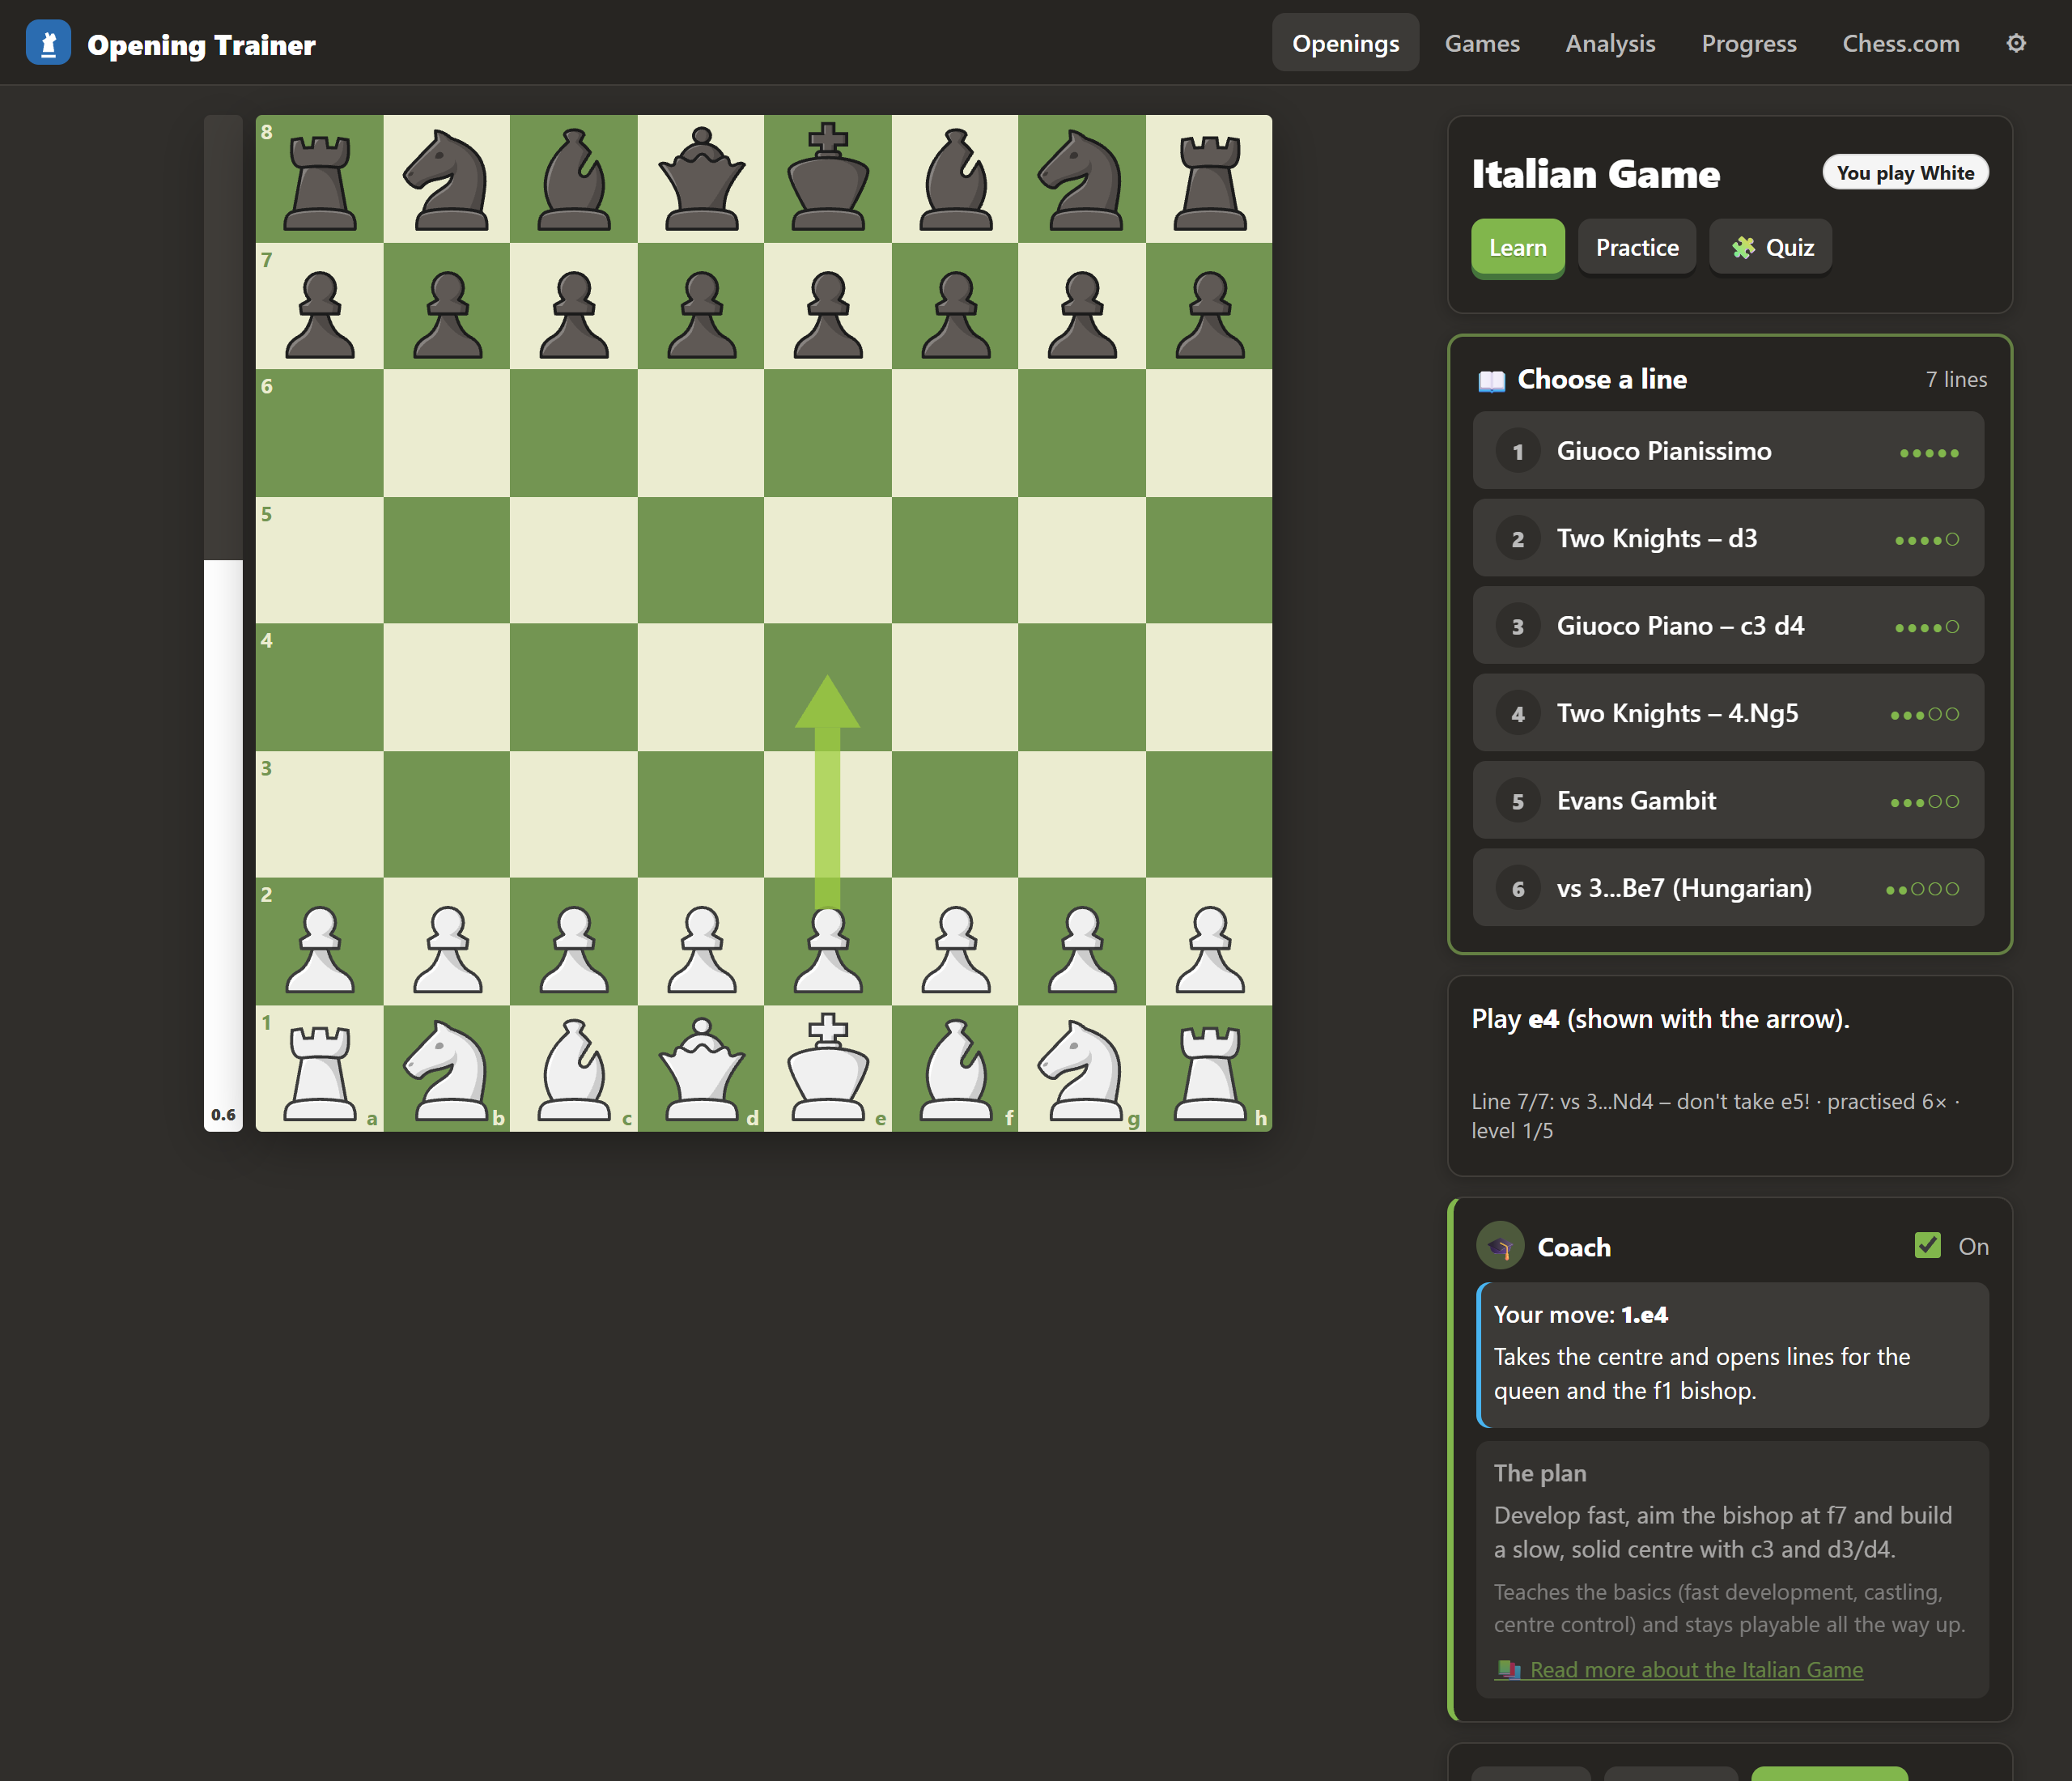 Opening Trainer
Openings
Games
Analysis
Progress
Chess.com
8
7
6
5
4
3
2
1
a
b
c
d
e
f
g
h
0.6
Italian Game
You play White
Learn
Practice
Quiz
Choose a line
7 lines
1 Giuoco Pianissimo
2 Two Knights – d3
3 Giuoco Piano – c3 d4
4 Two Knights – 4.Ng5
5 Evans Gambit
6 vs 3...Be7 (Hungarian)
Play e4 (shown with the arrow).
Line 7/7: vs 3...Nd4 – don't take e5! · practised 6× ·
level 1/5
Coach
On
Your move: 1.e4
Takes the centre and opens lines for the
queen and the f1 bishop.
The plan
Develop fast, aim the bishop at f7 and build
a slow, solid centre with c3 and d3/d4.
Teaches the basics (fast development, castling,
centre control) and stays playable all the way up.
Read more about the Italian Game